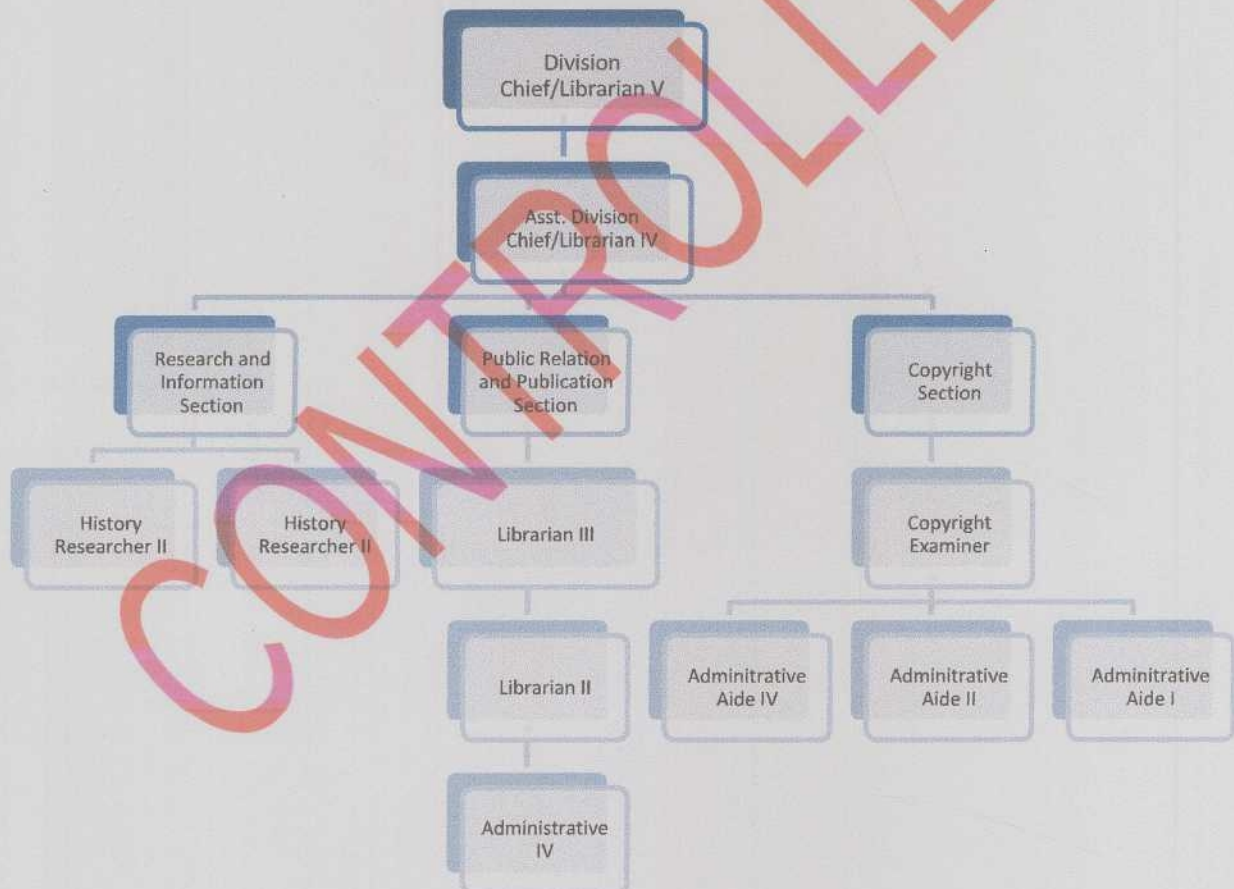 Division
Chief/Librarian V
Asst. Division
Chief/Librarian IV
Research and
Information
Section
Public Relation
and Publication
Section
Copyright
Section
History
Researcher II
History
Researcher II
Librarian III
Copyright
Examiner
Librarian II
Adminitrative
Aide IV
Adminitrative
Aide II
Adminitrative
Aide I
Administrative
IV